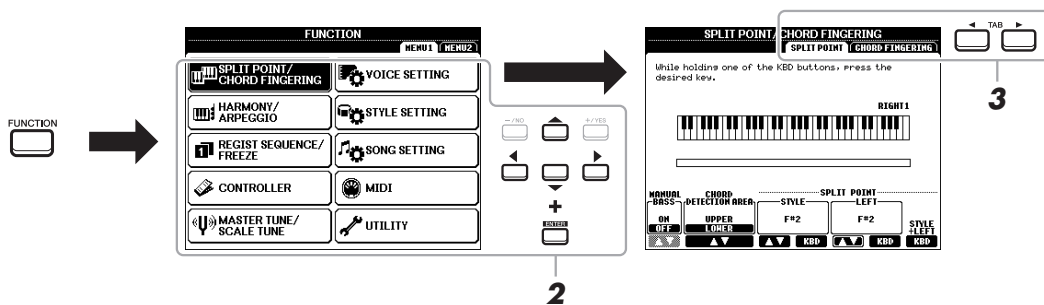 FUNCTION
FUNCTION
MENU1 MENU2
SPLIT POINT/
CHORD FINGERING
VOICE SETTING
HARMONY/
ARPEGGIO
STYLE SETTING
1 REGIST SEQUENCE/
FREEZE
SONG SETTING
CONTROLLER
MIDI
MASTER TUNE/
SCALE TUNE
UTILITY
-/NO
+/YES
+
ENTER
2
SPLIT POINT/CHORD FINGERING
SPLIT POINT CHORD FINGERING
While holding one of the KBD buttons, press the
desired key.
RIGHT1
MANUAL
BASS
ON
OFF
CHORD
DETECTION AREA
UPPER
LOWER
SPLIT POINT
STYLE
F#2
KBD
LEFT
F#2
KBD
STYLE
+LEFT
KBD
TAB
3